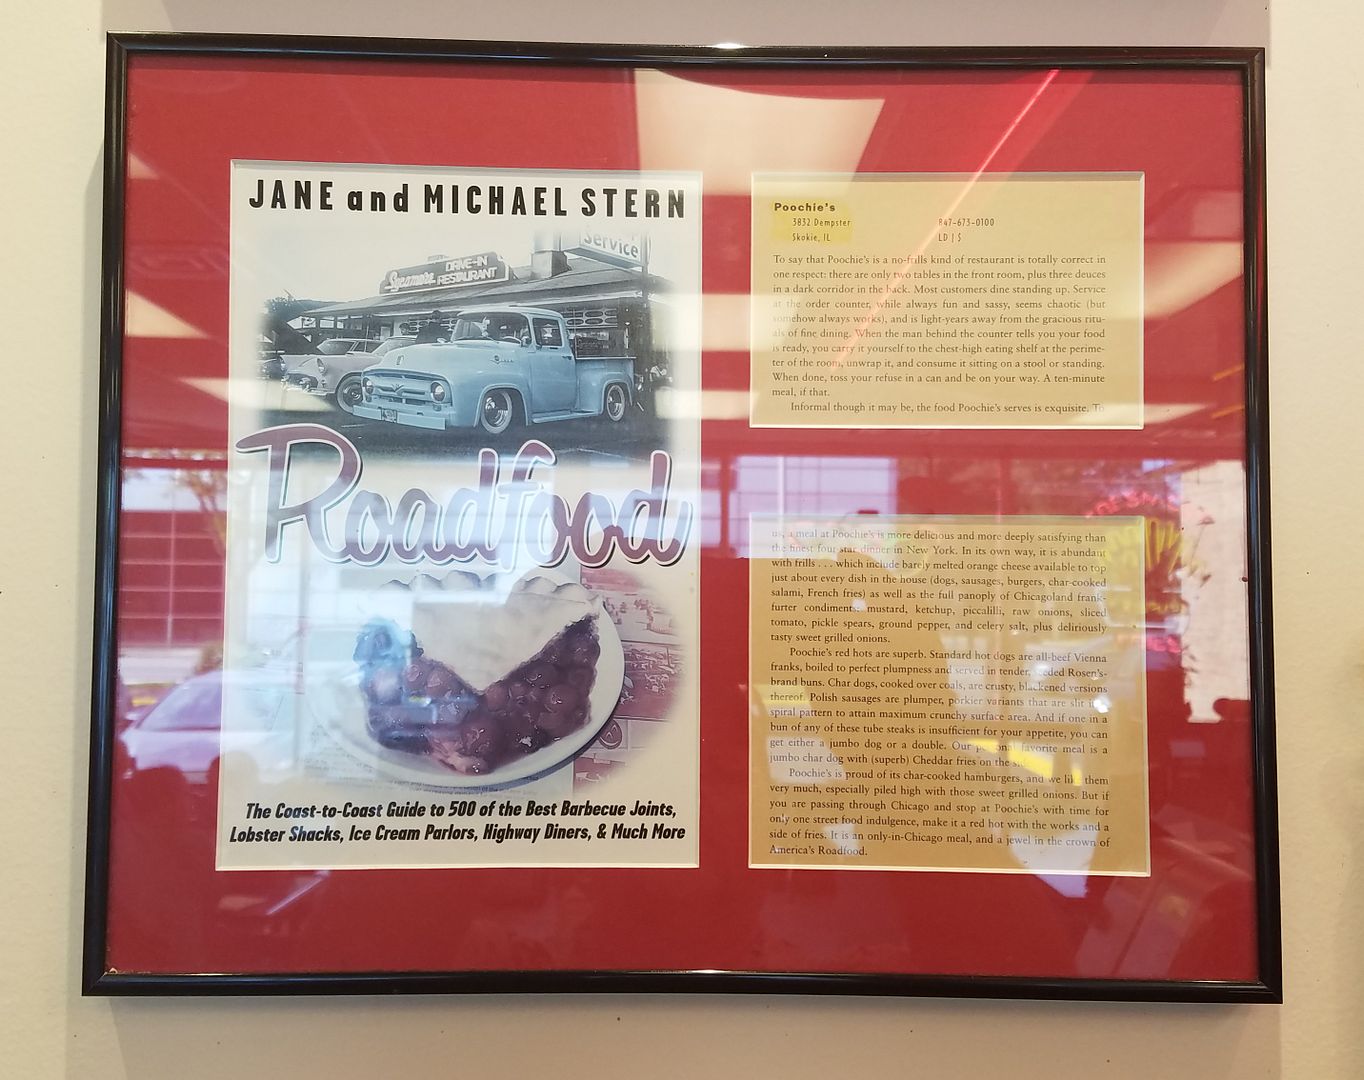 JANE and MICHAEL STERN
Service
Sycamore DRIVE-IN
RESTAURANT
Roadfood
The Coast-to-Coast Guide to 500 of the Best Barbecue Joints,
Lobster Shacks, Ice Cream Parlors, Highway Diners, & Much More
Poochie's
3832 Dempster 847-673-0100
Skokie, IL LD | $
To say that Poochie's is a no-frills kind of restaurant is totally correct in
one respect: there are only two tables in the front room, plus three deuces
in a dark corridor in the back. Most customers dine standing up. Service
at the order counter, while always fun and sassy, seems chaotic (but
somehow always works), and is light-years away from the gracious ritu-
als of fine dining. When the man behind the counter tells you your food
is ready, you carry it yourself to the chest-high eating shelf at the perime-
ter of the room, unwrap it, and consume it sitting on a stool or standing.
When done, toss your refuse in a can and be on your way. A ten-minute
meal, if that.
Informal though it may be, the food Poochie's serves is exquisite. To
us, a meal at Poochie's is more delicious and more deeply satisfying than
the finest four-star dinner in New York. In its own way, it is abundant
with frills . . . which include barely melted orange cheese available to top
just about every dish in the house (dogs, sausages, burgers, char-cooked
salami, French fries) as well as the full panoply of Chicagoland frank-
furter condiments: mustard, ketchup, piccalilli, raw onions, sliced
tomato, pickle spears, ground pepper, and celery salt, plus deliriously
tasty sweet grilled onions.
Poochie's red hots are superb. Standard hot dogs are all-beef Vienna
franks, boiled to perfect plumpness and served in tender, seeded Rosen's-
brand buns. Char dogs, cooked over coals, are crusty, blackened versions
thereof. Polish sausages are plumper, porkier variants that are slit in
spiral pattern to attain maximum crunchy surface area. And if one in a
bun of any of these tube steaks is insufficient for your appetite, you can
get either a jumbo dog or a double. Our personal favorite meal is a
jumbo char dog with (superb) Cheddar fries on the side.
Poochie's is proud of its char-cooked hamburgers, and we like them
very much, especially piled high with those sweet grilled onions. But if
you are passing through Chicago and stop at Poochie's with time for
only one street food indulgence, make it a red hot with the works and a
side of fries. It is an only-in-Chicago meal, and a jewel in the crown of
America's Roadfood.